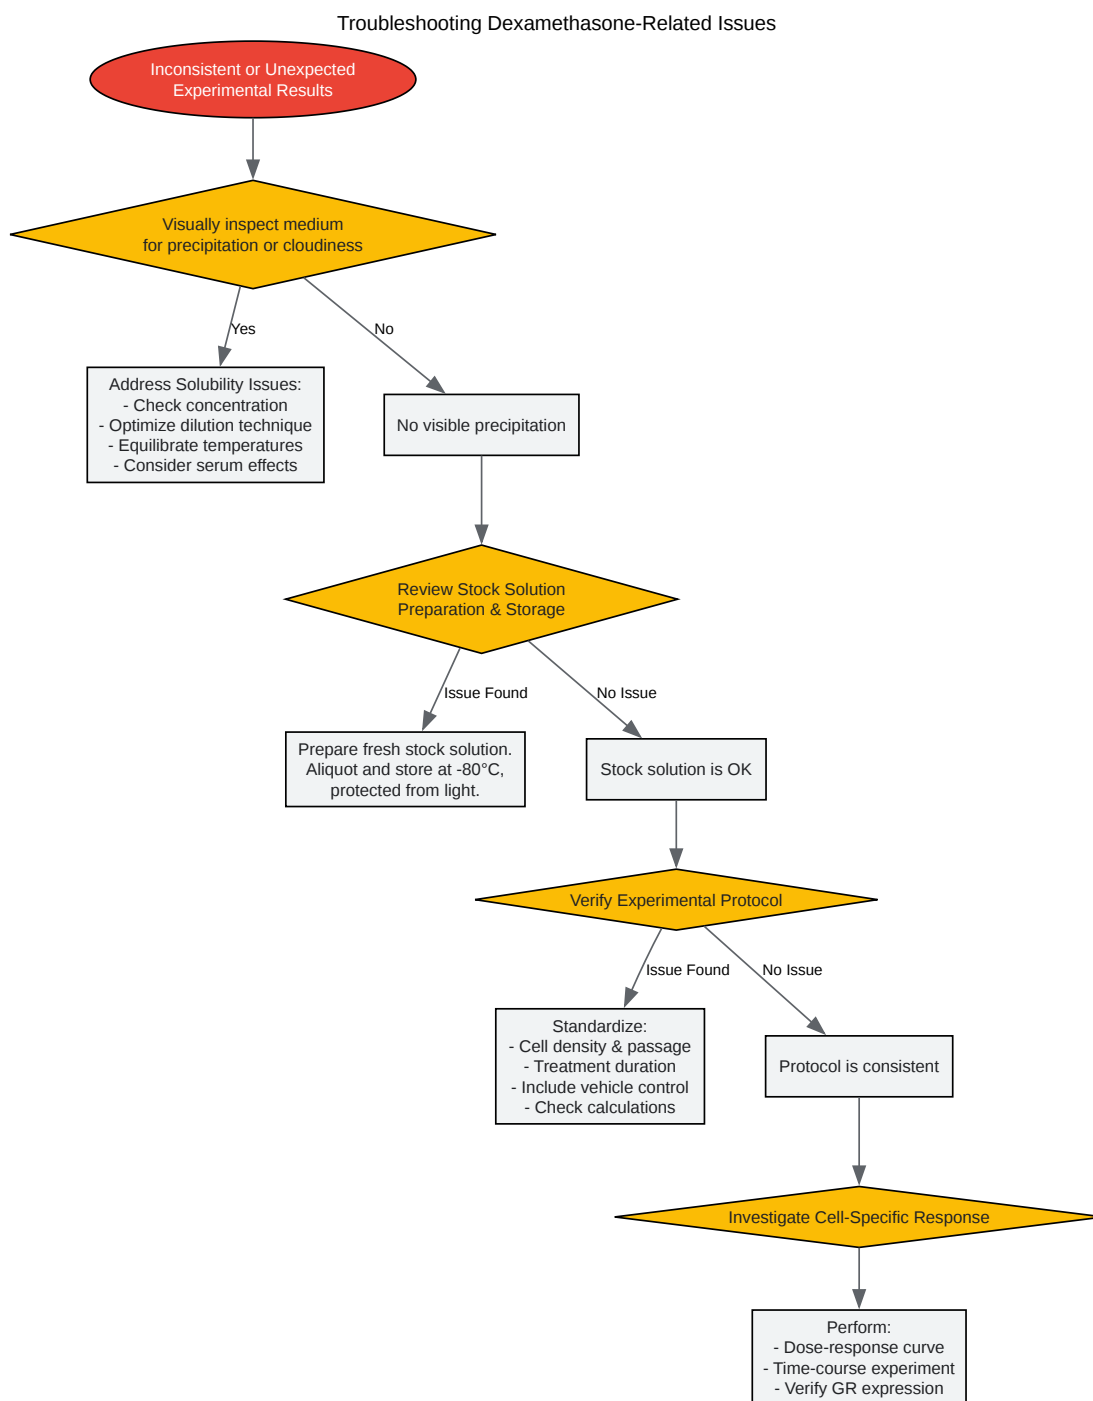 Troubleshooting Dexamethasone-Related Issues
Inconsistent or Unexpected
Experimental Results
Visually inspect medium
for precipitation or cloudiness
Yes
No
Address Solubility Issues:
- Check concentration
- Optimize dilution technique
- Equilibrate temperatures
- Consider serum effects
No visible precipitation
Review Stock Solution
Preparation & Storage
Issue Found
No Issue
Prepare fresh stock solution.
Aliquot and store at -80°C,
protected from light.
Stock solution is OK
Verify Experimental Protocol
Issue Found
No Issue
Standardize:
- Cell density & passage
- Treatment duration
- Include vehicle control
- Check calculations
Protocol is consistent
Investigate Cell-Specific Response
Perform:
- Dose-response curve
- Time-course experiment
- Verify GR expression